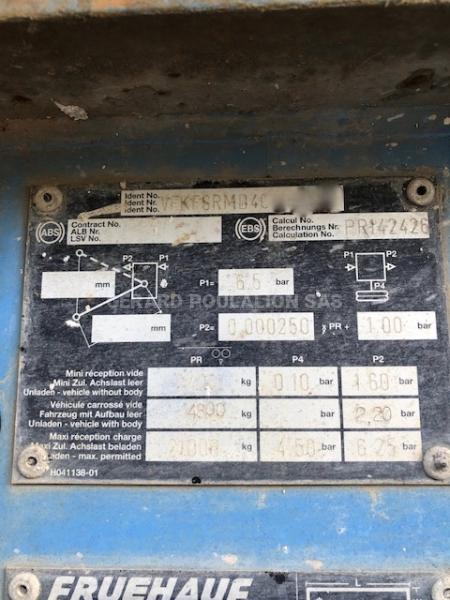 Ident No.
Ident No.
Ident No.
ABS
Contract No.
ALB Nr.
LSV No.
EBS
Calcul No.
Berechnungs Nr.
Calculation No.
PR142426
P2 P1
P1 P2
P4
mm
P1= 6.5 bar
GERARD POULALION SAS
mm
P2= 0,000250 x PR + 1,00 bar
PR P4 P2
Mini réception vide
Mini Zul. Achslast leer
Unladen - vehicle without body
kg 0.10 bar 1.60 bar
Véhicule carrossé vide
Fahrzeug mit Aufbau leer
Unladen - vehicle with body
4800 kg bar 2,20 bar
Maxi réception charge
Maxi Zul. Achslast beladen
Laden - max. permitted
kg 4.50 bar 6.25 bar
H041138-01
FRUEHAUF